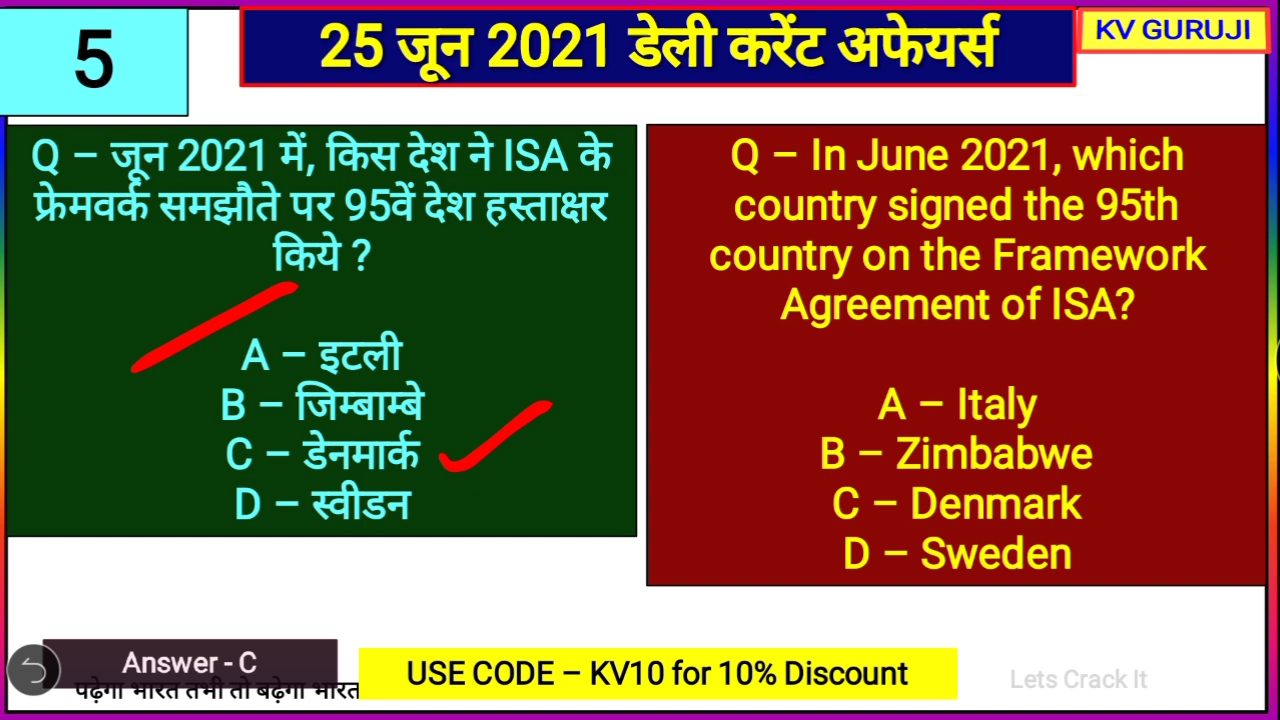 5
25 जून 2021 डेली करेंट अफेयर्स
KV GURUJI
Q – जून 2021 में, किस देश ने ISA के
फ्रेमवर्क समझौते पर 95वें देश हस्ताक्षर
किये ?
A – इटली
B – जिम्बाम्बे
C – डेनमार्क
D – स्वीडन
Q – In June 2021, which
country signed the 95th
country on the Framework
Agreement of ISA?
A – Italy
B – Zimbabwe
C – Denmark
D – Sweden
Answer - C
पढ़ेगा भारत तभी तो बढ़ेगा भारत
USE CODE – KV10 for 10% Discount
Lets Crack It